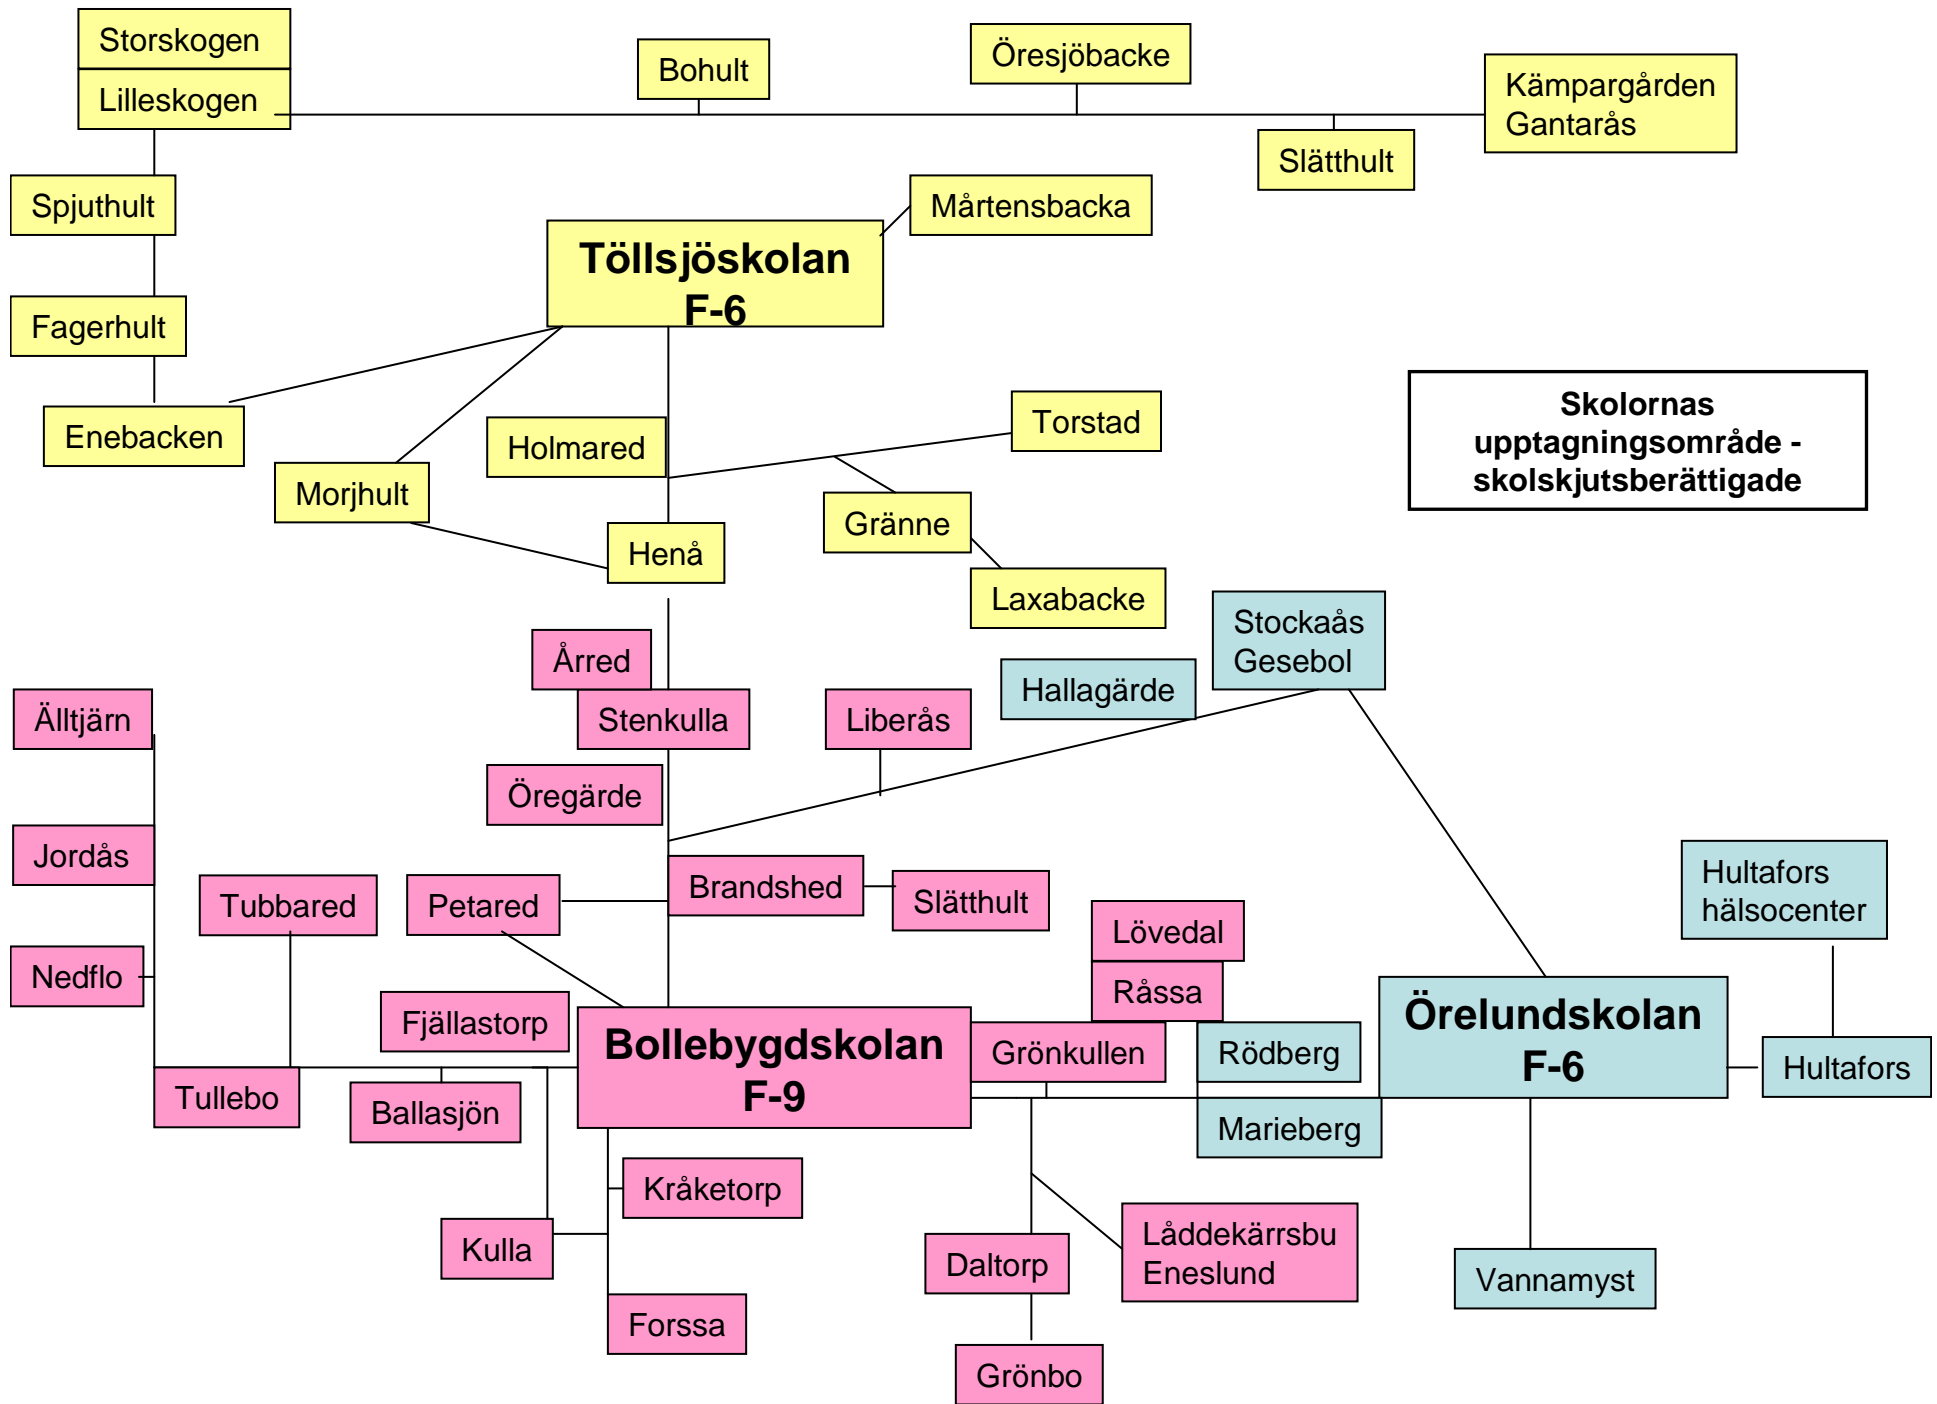 Storskogen
Lilleskogen
Bohult
Öresjöbacke
Kämpargården
Gantarås
Slätthult
Spjuthult
Mårtensbacka
Töllsjöskolan
F-6
Fagerhult
Enebacken
Holmared
Torstad
Skolornas
upptagningsområde -
skolskjutsberättigade
Morjhult
Gränne
Henå
Laxabacke
Stockaås
Gesebol
Årred
Hallagärde
Älltjärn
Stenkulla
Liberås
Öregärde
Jordås
Tubbared
Petared
Brandshed
Slätthult
Hultafors
hälsocenter
Lövedal
Nedflo
Råssa
Fjällastorp
Bollebygdskolan
F-9
Grönkullen
Rödberg
Örelundskolan
F-6
Hultafors
Tullebo
Ballasjön
Marieberg
Kråketorp
Kulla
Daltorp
Låddekärrsbu
Eneslund
Vannamyst
Forssa
Grönbo